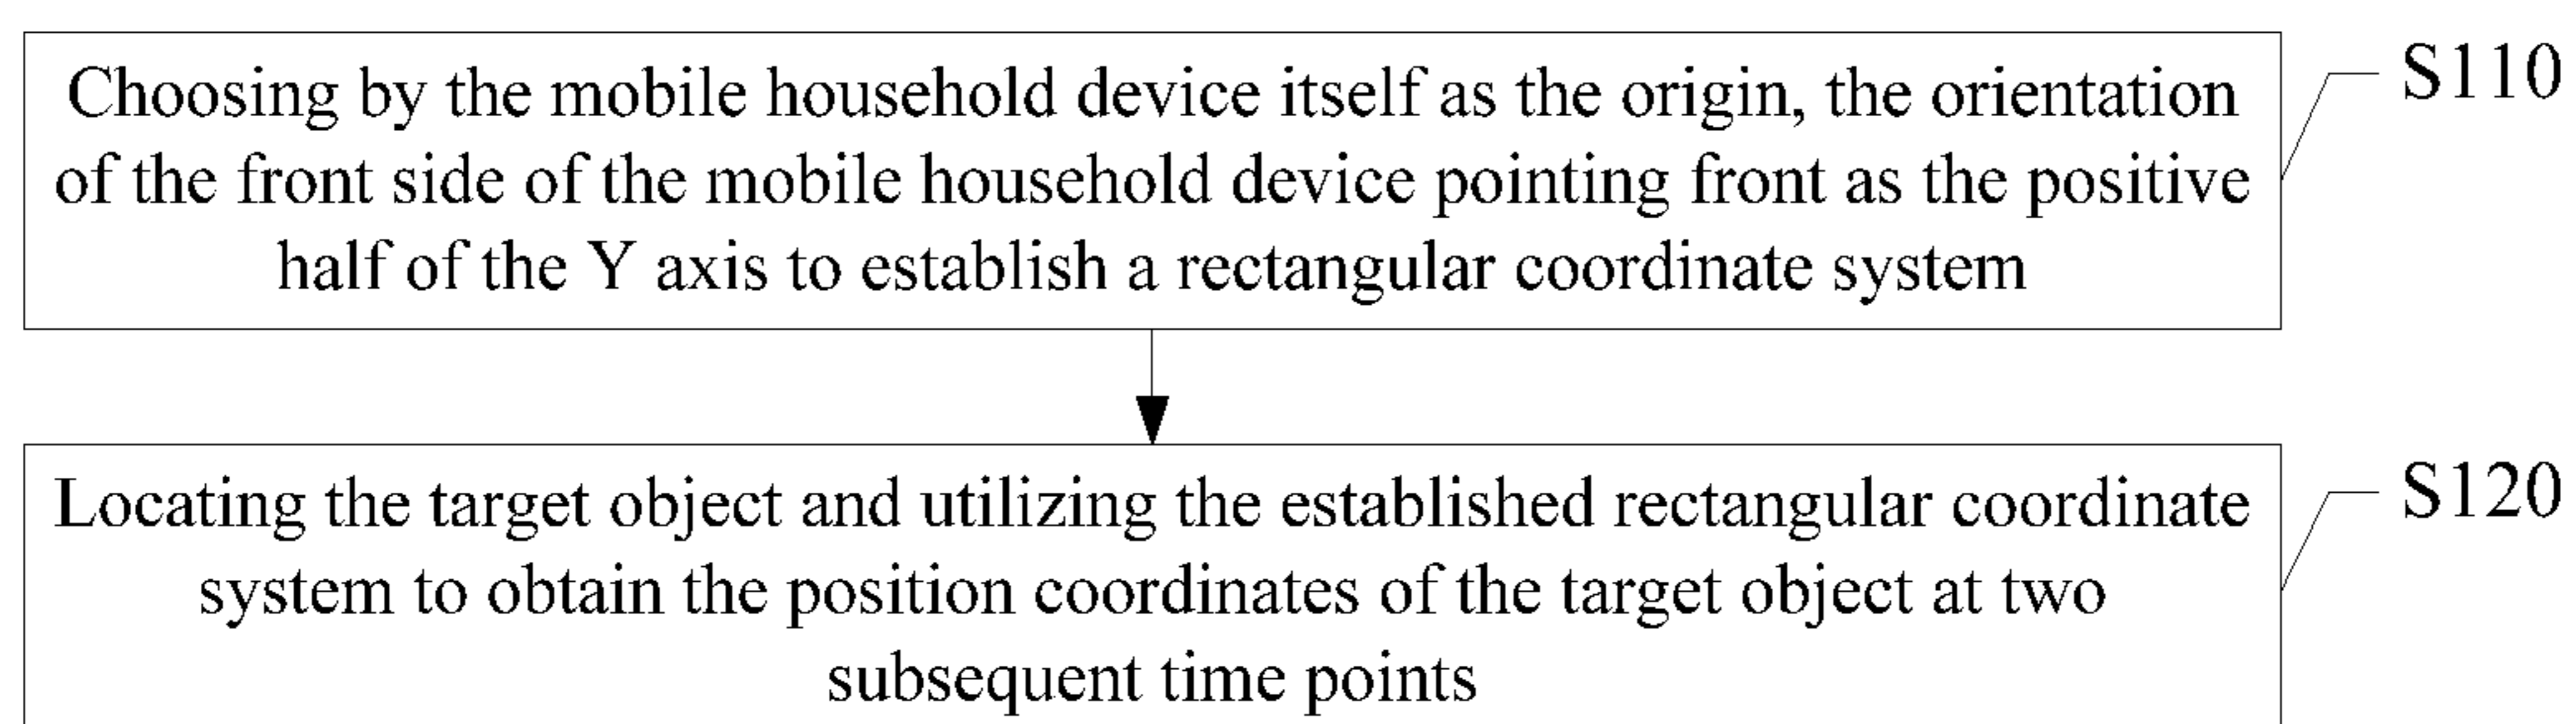 Choosing by the mobile household device itself as the origin, the orientation
of the front side of the mobile household device pointing front as the positive
half of the Y axis to establish a rectangular coordinate system
S110
Locating the target object and utilizing the established rectangular coordinate
system to obtain the position coordinates of the target object at two
subsequent time points
S120